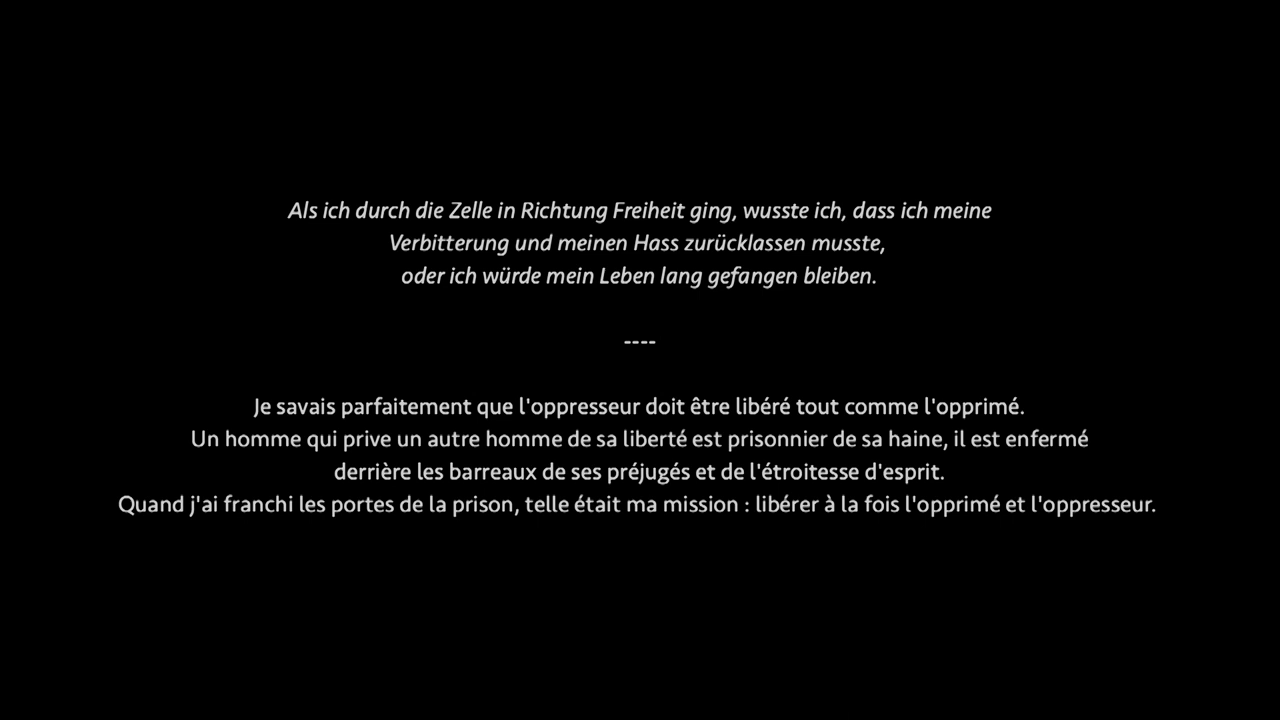 Als ich durch die Zelle in Richtung Freiheit ging, wusste ich, dass ich meine
Verbitterung und meinen Hass zurücklassen musste,
oder ich würde mein Leben lang gefangen bleiben.
----
Je savais parfaitement que l'oppresseur doit être libéré tout comme l'opprimé.
Un homme qui prive un autre homme de sa liberté est prisonnier de sa haine, il est enfermé
derrière les barreaux de ses préjugés et de l'étroitesse d'esprit.
Quand j'ai franchi les portes de la prison, telle était ma mission : libérer à la fois l'opprimé et l'oppresseur.